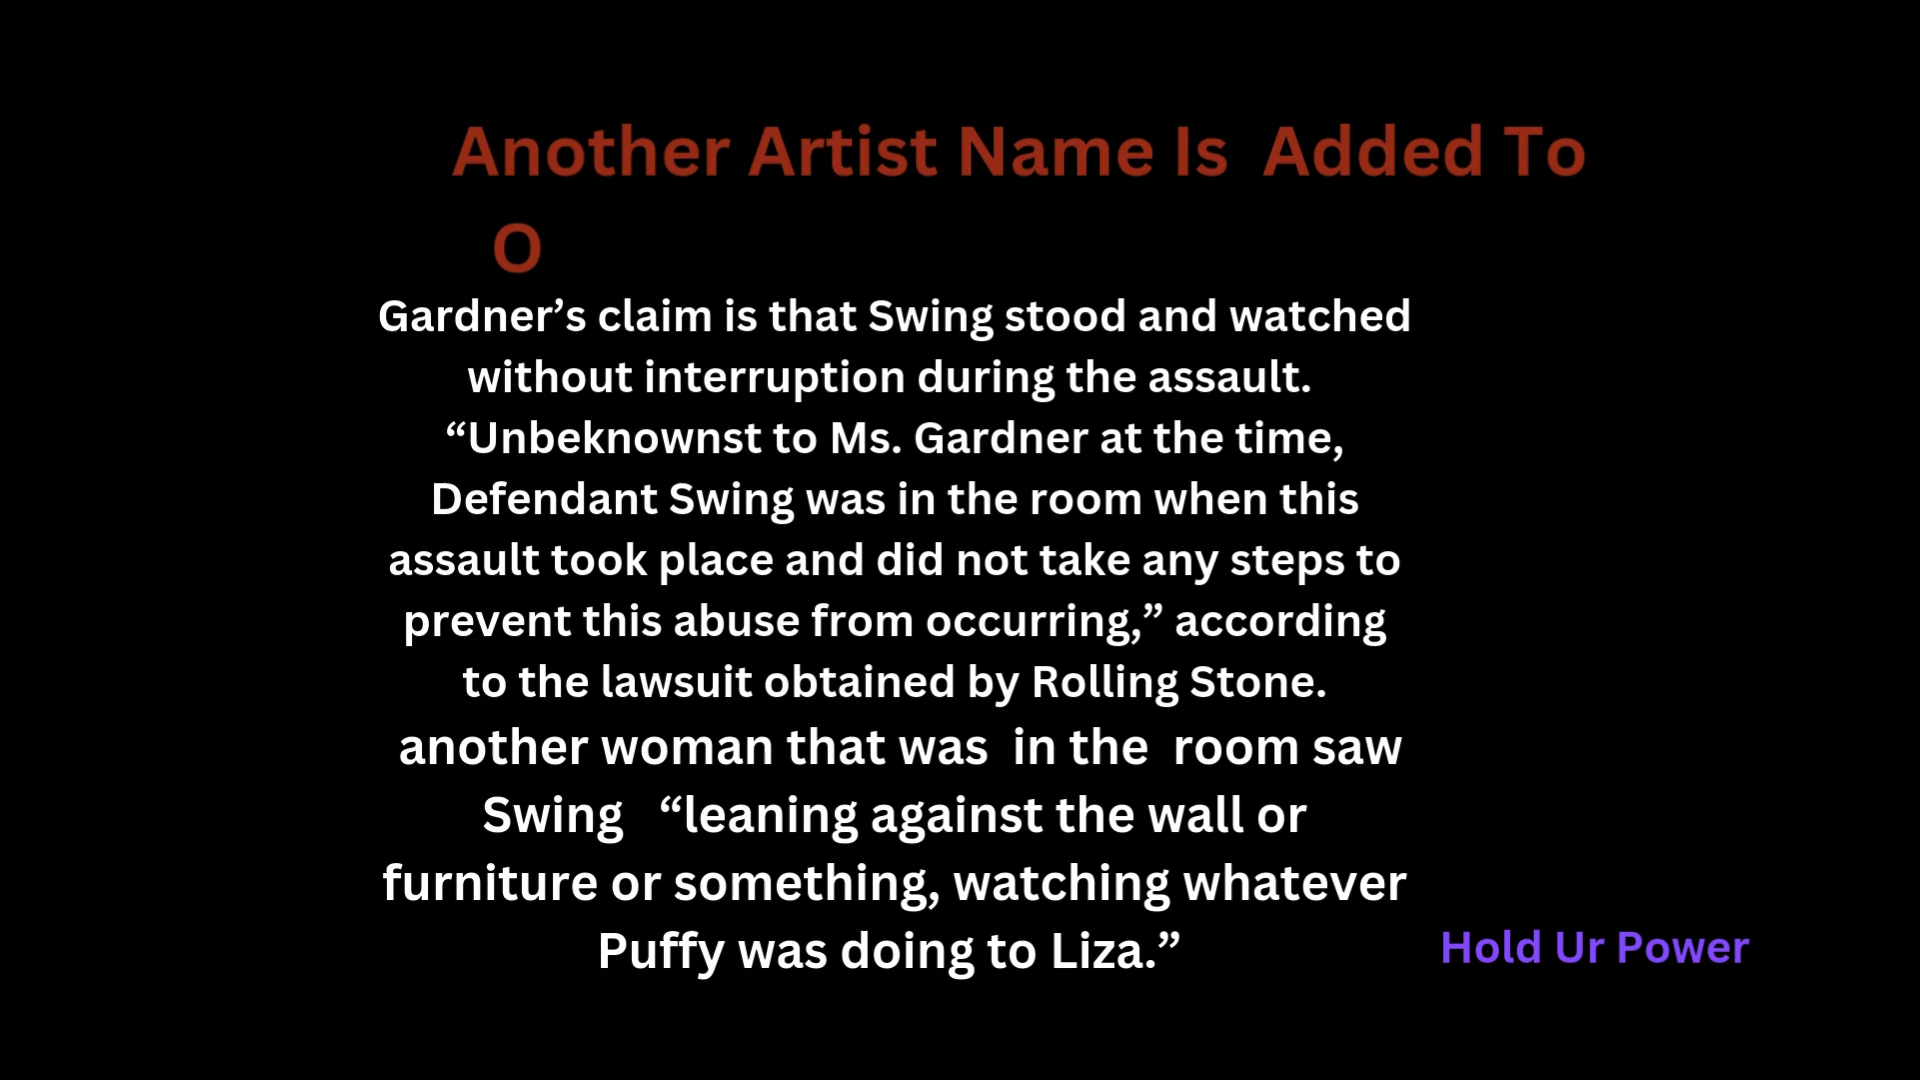 Another Artist Name Is  Added To
O
Gardner’s claim is that Swing stood and watched
without interruption during the assault.
“Unbeknownst to Ms. Gardner at the time,
Defendant Swing was in the room when this
assault took place and did not take any steps to
prevent this abuse from occurring,” according
to the lawsuit obtained by Rolling Stone.
another woman that was  in the  room saw
Swing   “leaning against the wall or
furniture or something, watching whatever
Puffy was doing to Liza.”
Hold Ur Power